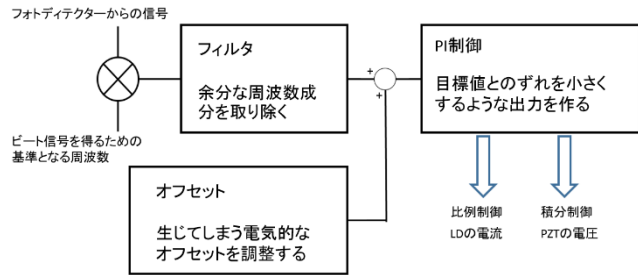 フォトディテクターからの信号
フィルタ
余分な周波数成
分を取り除く
+
+
PI制御
目標値とのずれを小さく
するような出力を作る
ビート信号を得るための
基準となる周波数
オフセット
生じてしまう電気的な
オフセットを調整する
比例制御
LDの電流
積分制御
PZTの電圧